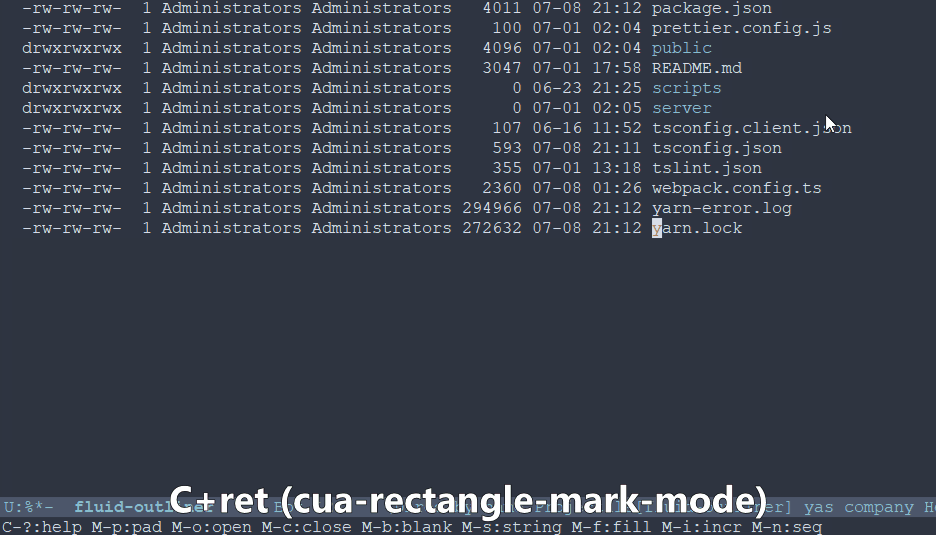 -rw-rw-rw- 1 Administrators Administrators 4011 07-08 21:12 package.json
-rw-rw-rw- 1 Administrators Administrators 100 07-01 02:04 prettier.config.js
drwxrwxrwx 1 Administrators Administrators 4096 07-01 02:04 public
-rw-rw-rw- 1 Administrators Administrators 3047 07-01 17:58 README.md
drwxrwxrwx 1 Administrators Administrators 0 06-23 21:25 scripts
drwxrwxrwx 1 Administrators Administrators 0 07-01 02:05 server
-rw-rw-rw- 1 Administrators Administrators 107 06-16 11:52 tsconfig.client.json
-rw-rw-rw- 1 Administrators Administrators 593 07-08 21:11 tsconfig.json
-rw-rw-rw- 1 Administrators Administrators 355 07-01 13:18 tslint.json
-rw-rw-rw- 1 Administrators Administrators 2360 07-08 01:26 webpack.config.ts
-rw-rw-rw- 1 Administrators Administrators 294966 07-08 21:12 yarn-error.log
-rw-rw-rw- 1 Administrators Administrators 272632 07-08 21:12 yarn.lock
C+ret (cua-rectangle-mark-mode)
U:%*- fluid-outliner yas company
C-?:help M-p:pad M-o:open M-c:close M-b:blank M-s:string M-f:fill M-i:incr M-n:seq